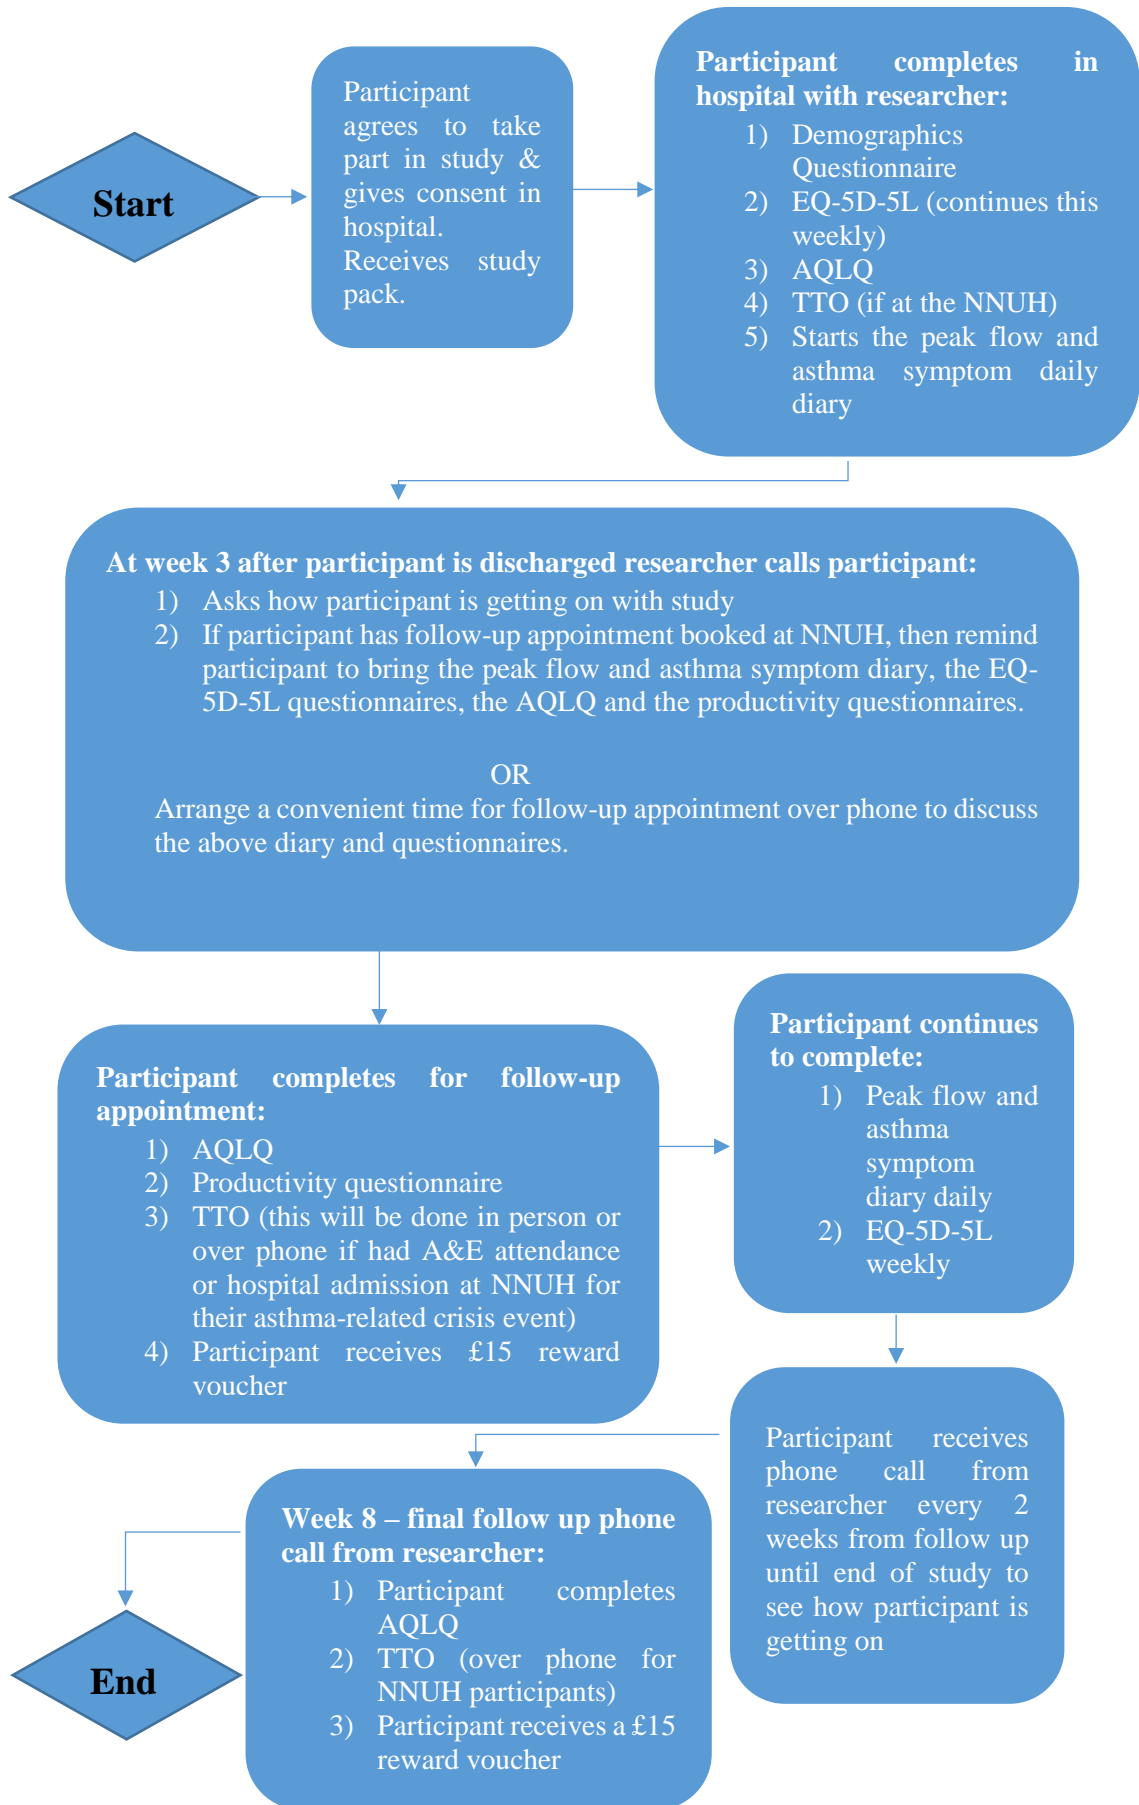 Start
Participant
agrees to take
part in study &
gives consent in
hospital.
Receives study
pack.
Participant completes in
hospital with researcher:
1) Demographics
Questionnaire
2) EQ-5D-5L (continues this
weekly)
3) AQLQ
4) TTO (if at the NNUH)
5) Starts the peak flow and
asthma symptom daily
diary
At week 3 after participant is discharged researcher calls participant:
1) Asks how participant is getting on with study
2) If participant has follow-up appointment booked at NNUH, then remind
participant to bring the peak flow and asthma symptom diary, the EQ-
5D-5L questionnaires, the AQLQ and the productivity questionnaires.
OR
Arrange a convenient time for follow-up appointment over phone to discuss
the above diary and questionnaires.
Participant completes for follow-up
appointment:
1) AQLQ
2) Productivity questionnaire
3) TTO (this will be done in person or
over phone if had A&E attendance
or hospital admission at NNUH for
their asthma-related crisis event)
4) Participant receives £15 reward
voucher
Participant continues
to complete:
1) Peak flow and
asthma
symptom
diary daily
2) EQ-5D-5L
weekly
Participant receives
phone call from
researcher every 2
weeks from follow up
until end of study to
see how participant is
getting on
Week 8 – final follow up phone
call from researcher:
1) Participant completes
AQLQ
2) TTO (over phone for
NNUH participants)
3) Participant receives a £15
reward voucher
End